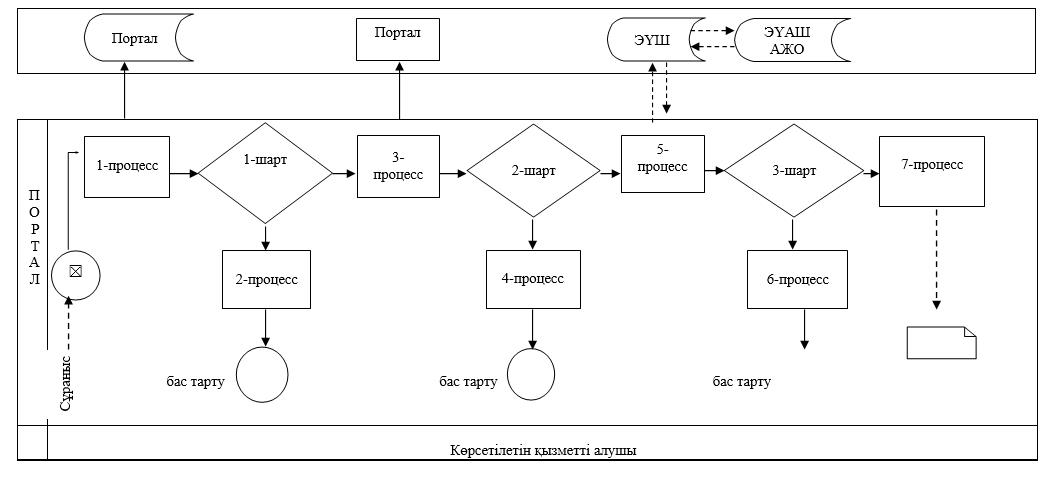 Портал
Портал
ЭҮШ
ЭҮАШ
АЖО
ПОРТАЛ
1-процесс
1-шарт
3-
процесс
2-шарт
5-
процесс
3-шарт
7-процесс
2-процесс
4-процесс
6-процесс
Сұраныс
бас тарту
бас тарту
бас тарту
Көрсетілетін қызметті алушы